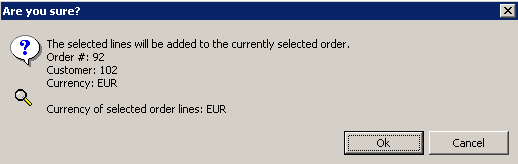 Are you sure?
The selected lines will be added to the currently selected order.
Order #: 92
Customer: 102
Currency: EUR
Currency of selected order lines: EUR
Ok
Cancel